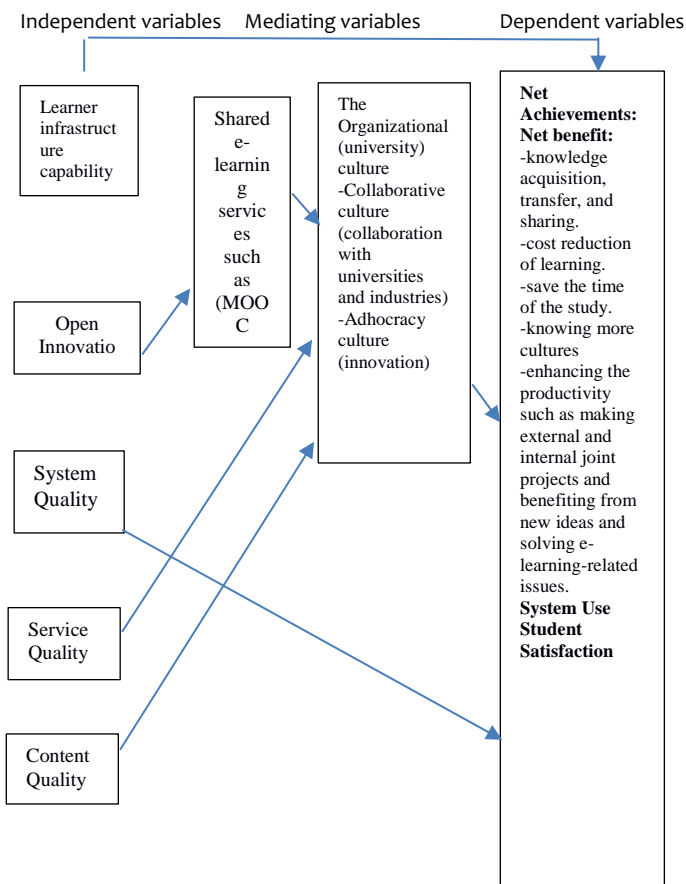 Independent variables
Mediating variables
Dependent variables
Learner
infrastruct
ure
capability
Open
Innovatio
System
Quality
Service
Quality
Content
Quality
Shared
e-
learnin
g
servic
es
such
as
(MOO
C
The
Organizational
(university)
culture
-Collaborative
culture
(collaboration
with
universities
and industries)
-Adhocracy
culture
(innovation)
Net
Achievements:
Net benefit:
-knowledge
acquisition,
transfer, and
sharing.
-cost reduction
of learning.
-save the time
of the study.
-knowing more
cultures
-enhancing the
productivity
such as making
external and
internal joint
projects and
benefiting from
new ideas and
solving e-
learning-related
issues.
System Use
Student
Satisfaction